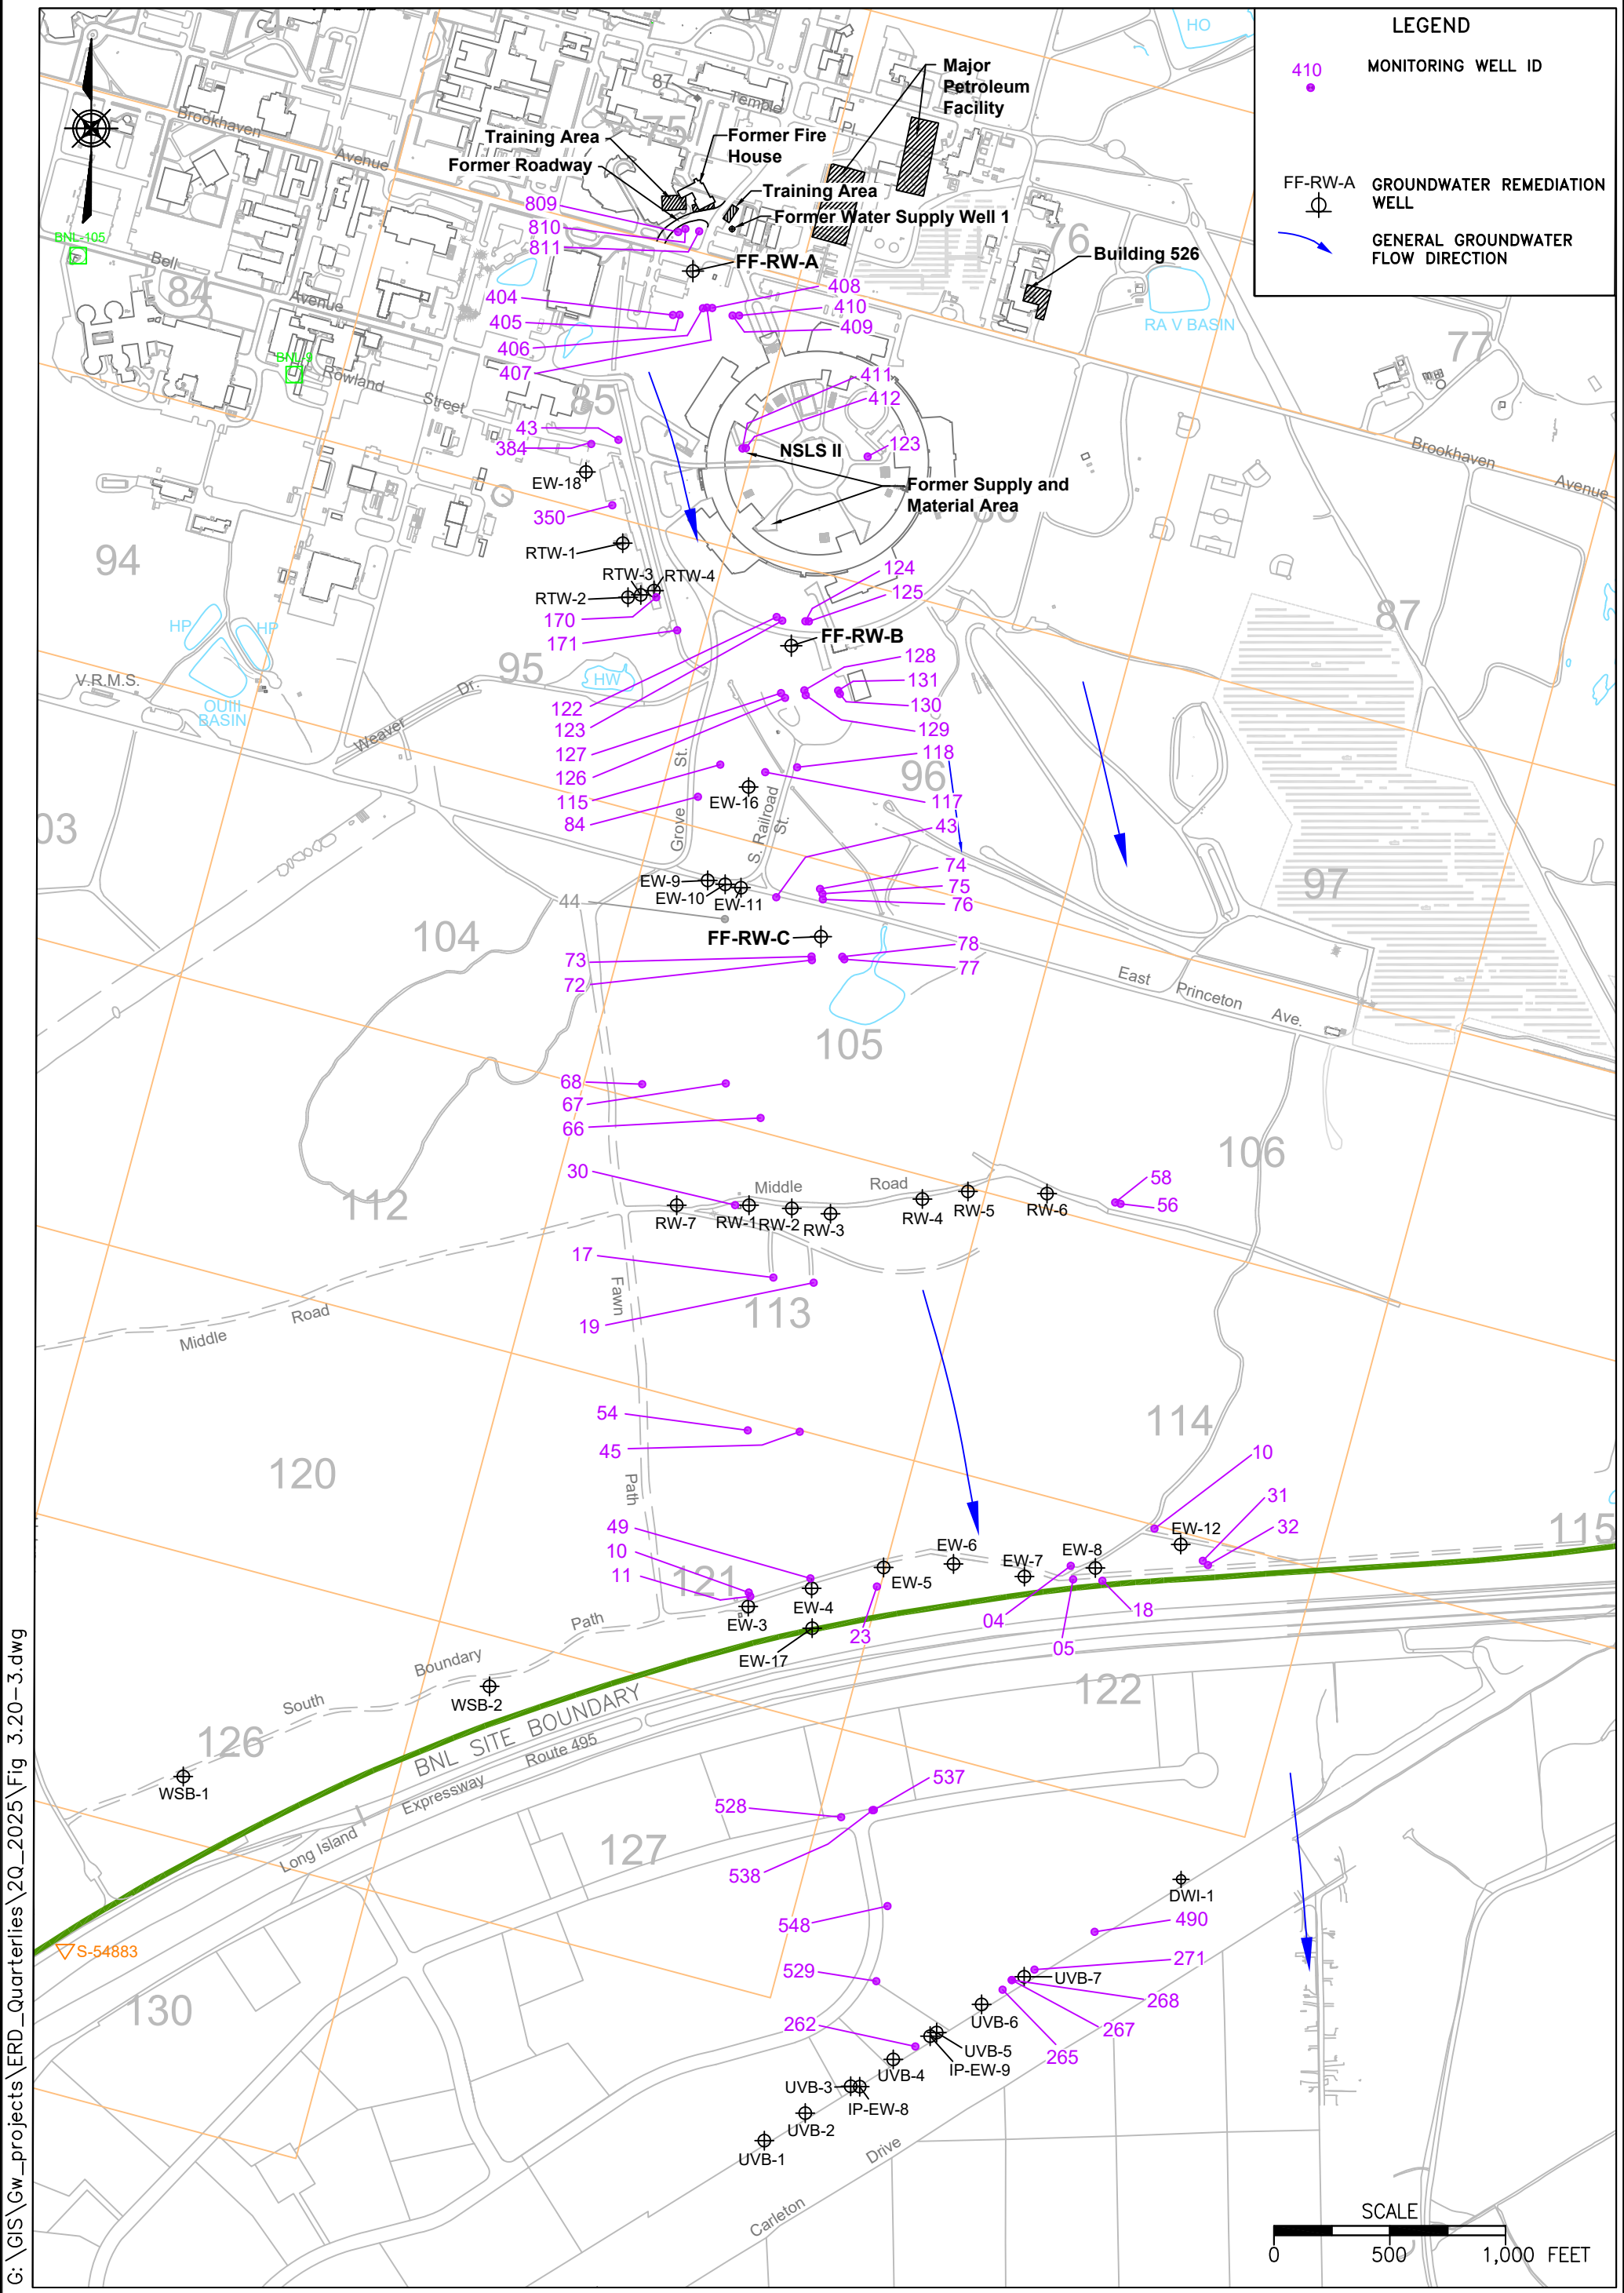 LEGEND
410
MONITORING WELL ID
FF-RW-A
GROUNDWATER REMEDIATION
WELL
GENERAL GROUNDWATER
FLOW DIRECTION
HO
Major
Petroleum
Facility
87
Temple
Pl.
75
Brookhaven
Avenue
Training Area
Former Fire
House
Former Roadway
Training Area
809
Former Water Supply Well 1
810
811
76
BNL-105
Bell
FF-RW-A
Building 526
84
Avenue
404
408
410
405
409
RA V BASIN
406
77
407
BNL-9
Rowland
Street
85
411
412
43
384
NSLS II
123
Brookhaven
Avenue
EW-18
Former Supply and
Material Area
350
94
RTW-1
124
RTW-3
RTW-4
125
RTW-2
87
170
HP
HP
171
FF-RW-B
128
95
V.R.M.S.
HW
131
Dr.
OUIII
BASIN
122
130
123
129
Weaver
127
118
St.
126
96
115
EW-16
117
84
03
Grove
S. Railroad
St.
43
74
EW-9
75
97
EW-10
EW-11
76
44
104
FF-RW-C
78
73
77
72
East
Princeton
Ave.
105
68
67
66
106
30
Middle
Road
58
112
56
RW-7
RW-1
RW-2
RW-3
RW-4
RW-5
RW-6
17
Fawn
113
Middle
Road
19
54
114
45
120
10
Path
31
49
32
EW-12
115
10
EW-6
EW-7
EW-8
11
121
EW-5
EW-4
EW-3
Path
04
18
23
05
EW-17
Boundary
WSB-2
South
122
126
BNL SITE BOUNDARY
Route 495
WSB-1
Expressway
537
528
127
Long Island
538
DWI-1
548
490
S-54883
271
529
UVB-7
268
130
262
UVB-6
267
UVB-5
265
IP-EW-9
UVB-4
UVB-3
IP-EW-8
UVB-2
UVB-1
Drive
Carleton
SCALE
0
500
1,000 FEET
G:\GIS\Gw_projects\ERD_Quarterlies\2Q_2025\Fig 3.20-3.dwg